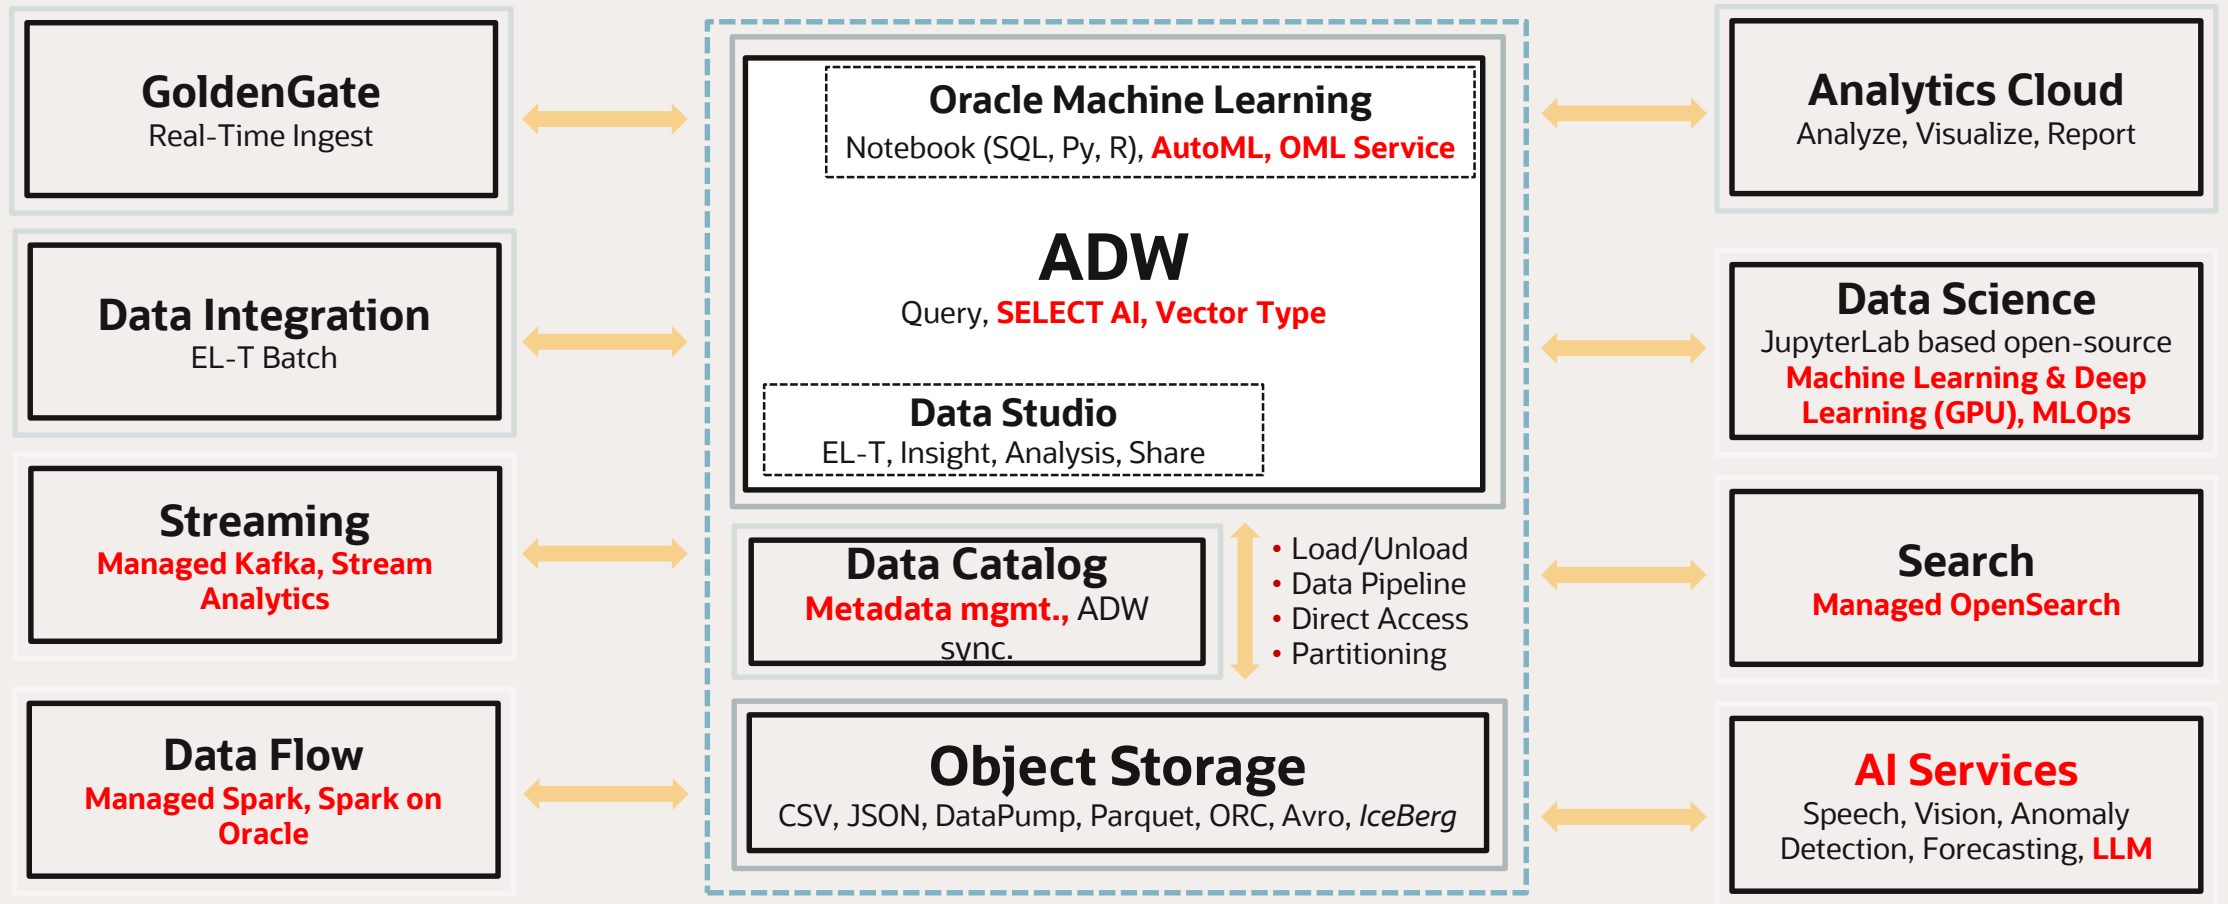 GoldenGate
Real-Time Ingest
Data Integration
EL-T Batch
Streaming
Managed Kafka, Stream
Analytics
Data Flow
Managed Spark, Spark on
Oracle
Oracle Machine Learning
Notebook (SQL, Py, R), AutoML, OML Service
ADW
Query, SELECT AI, Vector Type
Data Studio
EL-T, Insight, Analysis, Share
Data Catalog
Metadata mgmt., ADW
sync.
• Load/Unload
• Data Pipeline
• Direct Access
• Partitioning
Object Storage
CSV, JSON, DataPump, Parquet, ORC, Avro, IceBerg
Analytics Cloud
Analyze, Visualize, Report
Data Science
JupyterLab based open-source
Machine Learning & Deep
Learning (GPU), MLOps
Search
Managed OpenSearch
AI Services
Speech, Vision, Anomaly
Detection, Forecasting, LLM